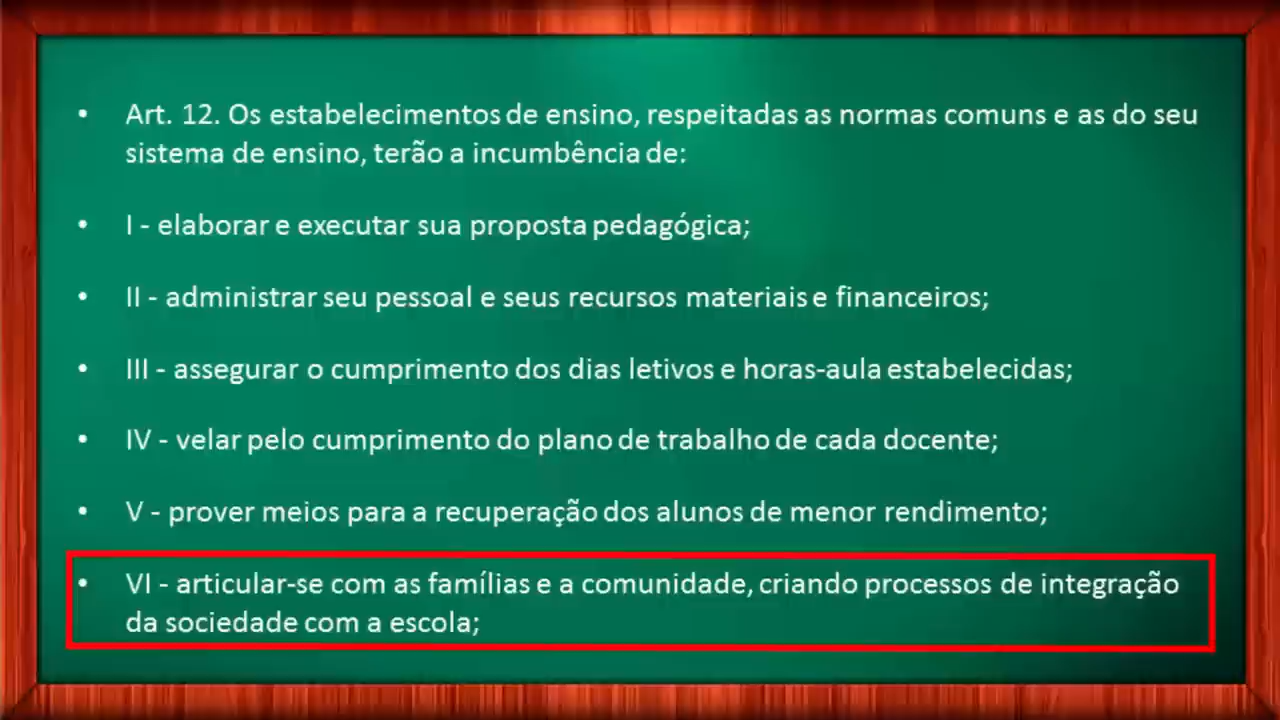 • Art. 12. Os estabelecimentos de ensino, respeitadas as normas comuns e as do seu
sistema de ensino, terão a incumbência de:
• I - elaborar e executar sua proposta pedagógica;
• II - administrar seu pessoal e seus recursos materiais e financeiros;
• III - assegurar o cumprimento dos dias letivos e horas-aula estabelecidas;
• IV - velar pelo cumprimento do plano de trabalho de cada docente;
• V - prover meios para a recuperação dos alunos de menor rendimento;
• VI - articular-se com as famílias e a comunidade, criando processos de integração
da sociedade com a escola;